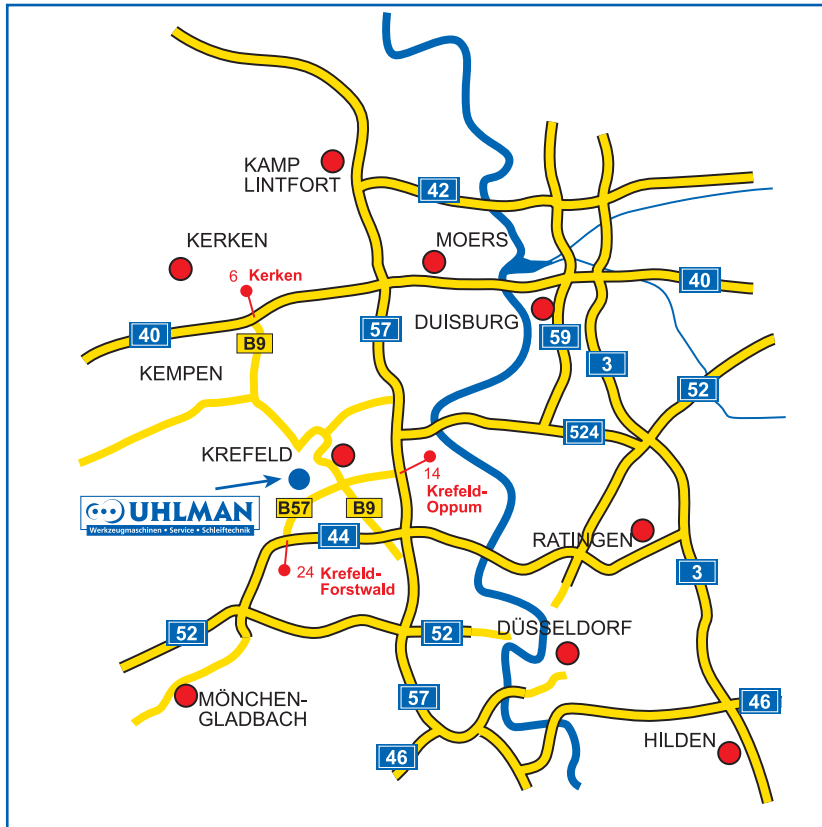 KAMP
LINTFORT
42
KERKEN
MOERS
6 Kerken
40
40
57
DUISBURG
59
B9
3
KEMPEN
52
524
KREFELD
14
Krefeld-
Oppum
UHLMAN
Werkzeugmaschinen • Service • Schleiftechnik
B57
B9
44
RATINGEN
24 Krefeld-
Forstwald
3
52
52
DÜSSELDORF
MÖNCHEN-
GLADBACH
57
46
46
HILDEN